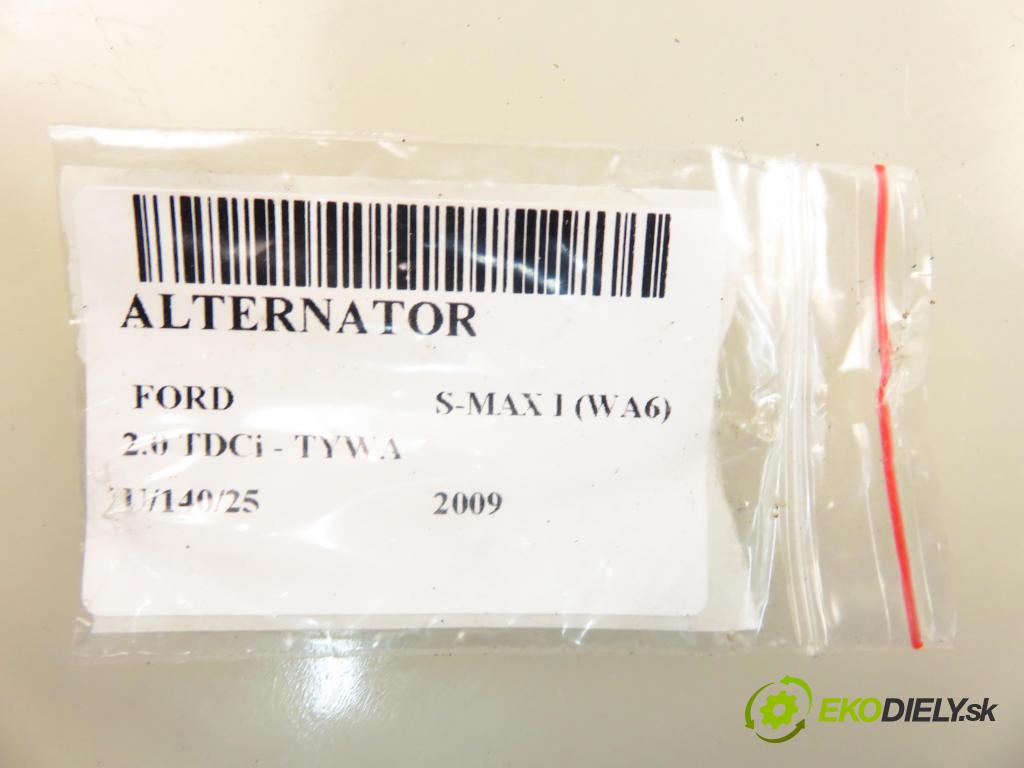 ALTERNATOR
FORD S-MAX I (WA6)
2.0 TDCi - TYWA
U/140/25 2009
EKODIELY.sk